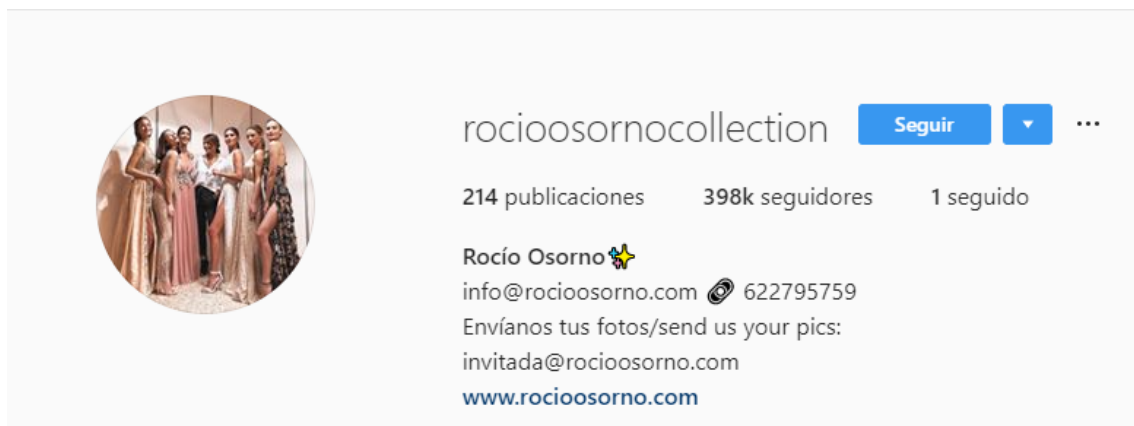 rocioosornocollection Seguir
214 publicaciones 398k seguidores 1 seguido
Rocío Osorno
info@rocioosorno.com 622795759
Envíanos tus fotos/send us your pics:
invitada@rocioosorno.com
www.rocioosorno.com